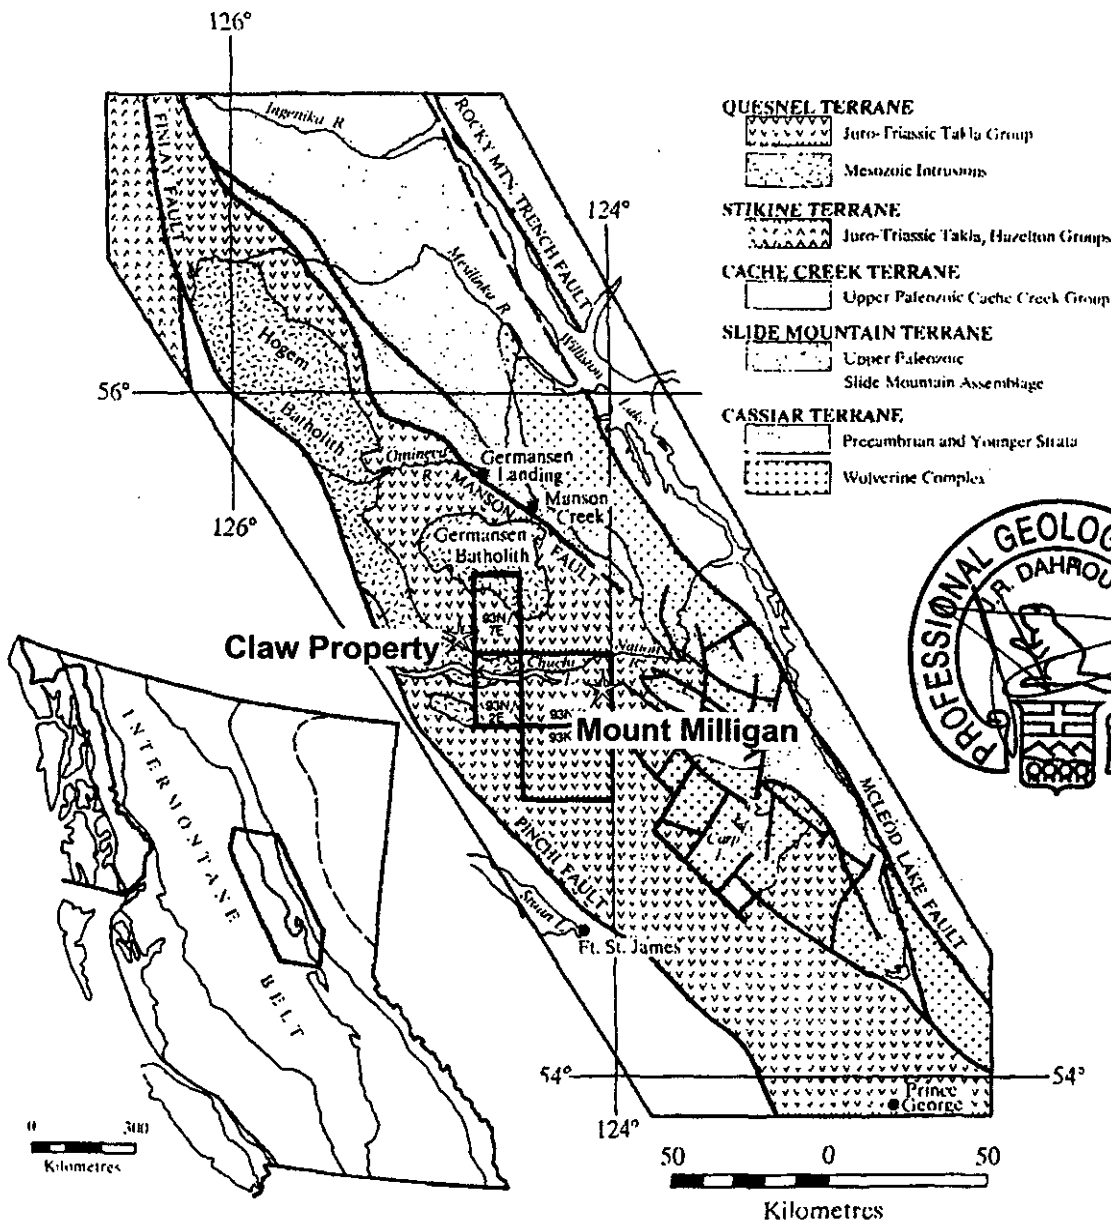 126°
126°
124°
124°
56°
54°
54°
Ingenika R
ROCKY MTN. TRENCH FAULT
FINLAY FAULT
Mesilinka R
Williston
Lake
Hogem
Batholith
Omineca
R
Germansen
Landing
MANSON
FAULT
Manson
Creek
Germansen
Batholith
93N/
7E
Claw Property
Chuchi
L
Nation
R
93N/
2E
93N
93K
Mount Milligan
MCLEOD LAKE FAULT
Carp
L
PINCHI FAULT
Stuart
Ft. St. James
Prince
George
QUESNEL TERRANE
Juro-Triassic Takla Group
Mesozoic Intrusions
STIKINE TERRANE
Juro-Triassic Takla, Hazelton Groups
CACHE CREEK TERRANE
Upper Paleozoic Cache Creek Group
SLIDE MOUNTAIN TERRANE
Upper Paleozoic
Slide Mountain Assemblage
CASSIAR TERRANE
Precambrian and Younger Strata
Wolverine Complex
PROFESSIONAL GEOLOG
J.R. DAHROU
INTERMONTANE
BELT
0 300
Kilometres
50 0 50
Kilometres